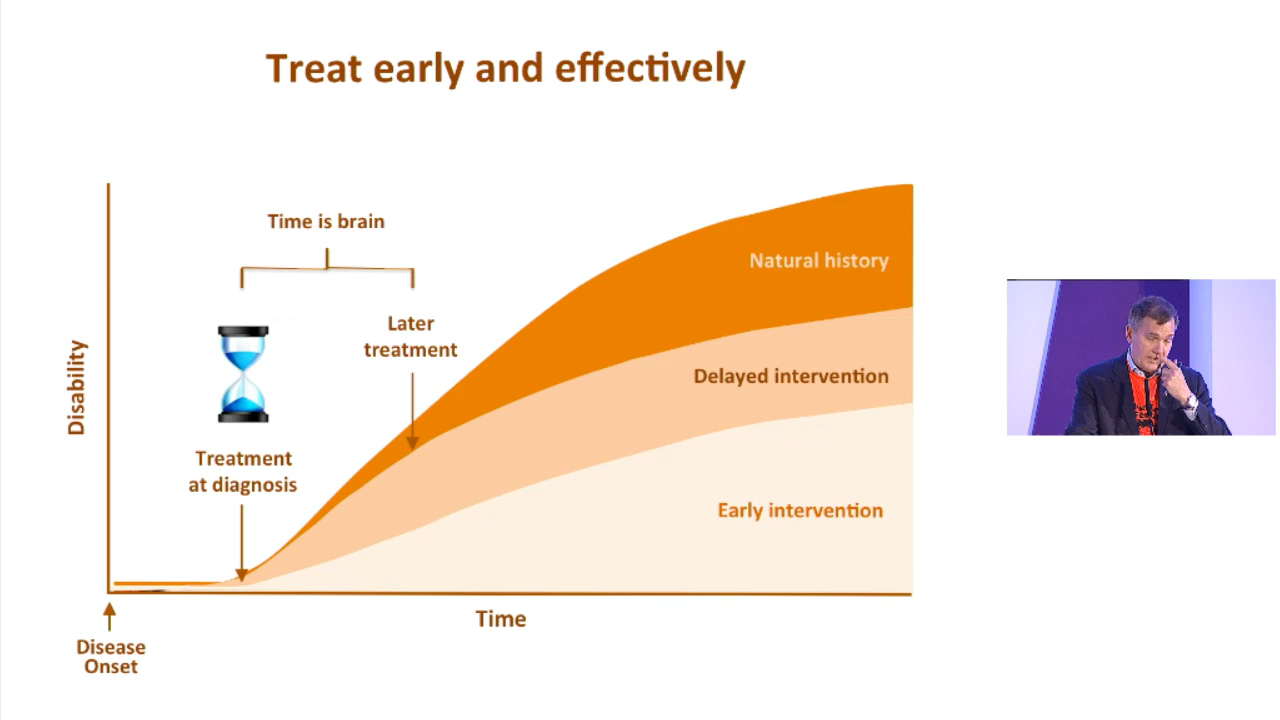 Treat early and effectively
Time is brain
Later
treatment
Natural history
Delayed intervention
Disability
Treatment
at diagnosis
Early intervention
Time
Disease
Onset